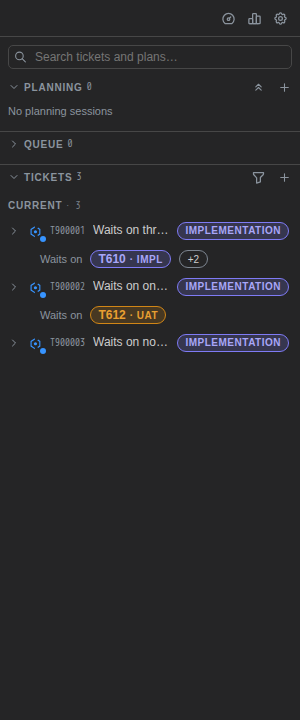 Search tickets and plans…
PLANNING 0
No planning sessions
QUEUE 0
TICKETS 3
CURRENT · 3
T900001 Waits on thr… IMPLEMENTATION
Waits on T610 · IMPL +2
T900002 Waits on on… IMPLEMENTATION
Waits on T612 · UAT
T900003 Waits on no… IMPLEMENTATION